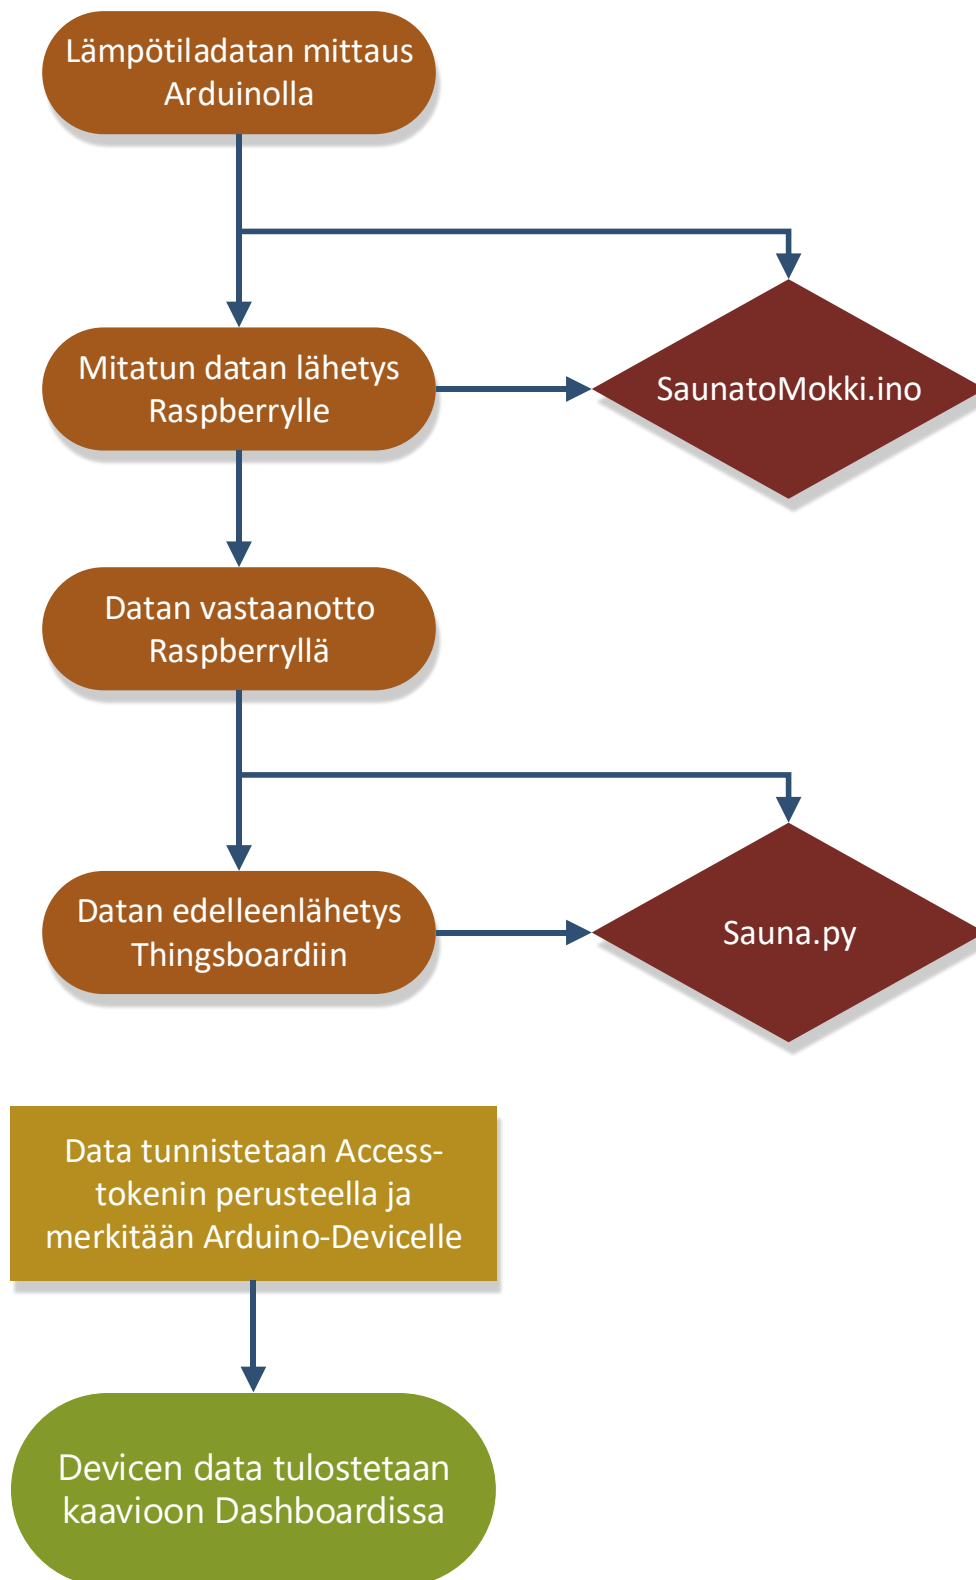 Lämpötiladatan mittaus
Arduinolla
Mitatun datan lähetys
Raspberrylle
SaunatoMokki.ino
Datan vastaanotto
Raspberryllä
Datan edelleenlähetys
Thingsboardiin
Sauna.py
Data tunnistetaan Access-
tokenin perusteella ja
merkitään Arduino-Devicelle
Devicen data tulostetaan
kaavioon Dashboardissa